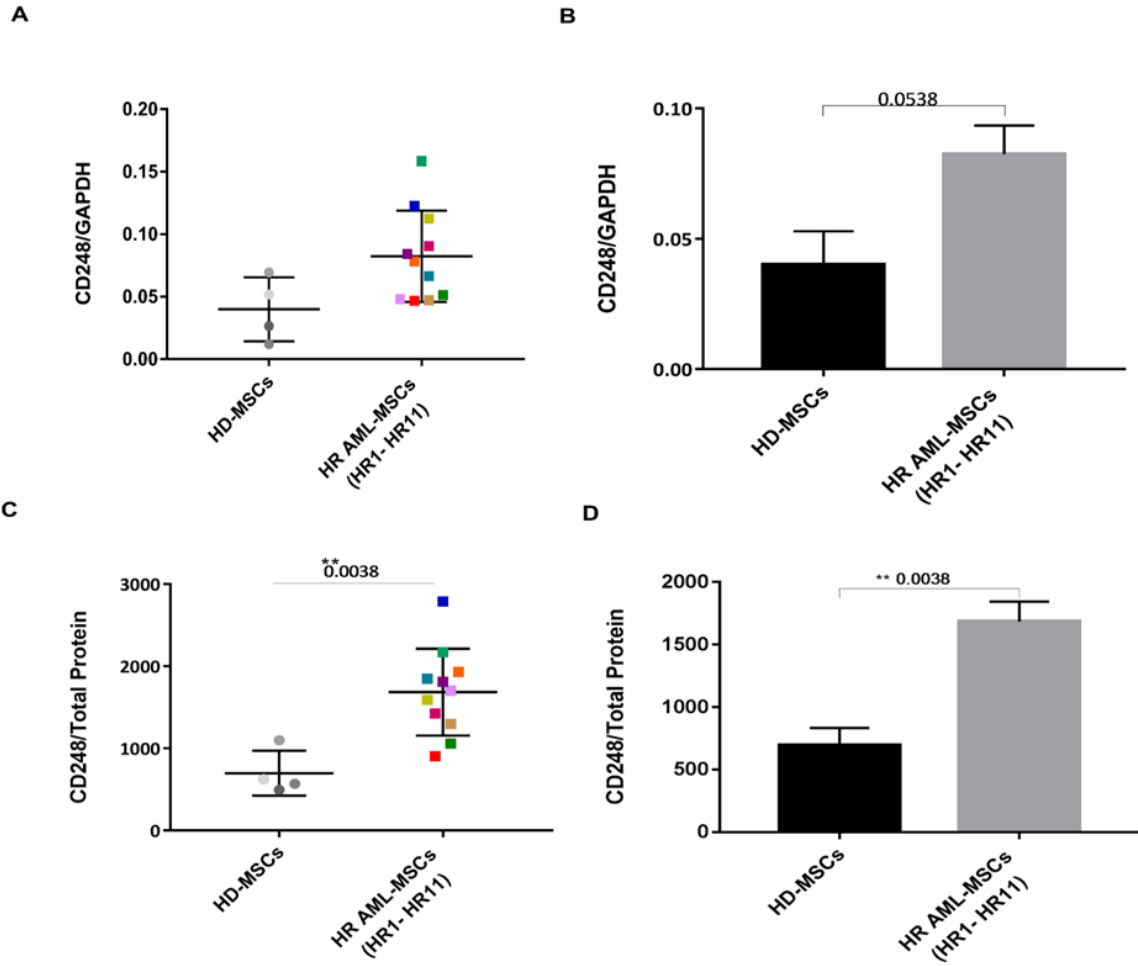 A
CD248/GAPDH
0.20
0.15
0.10
0.05
0.00
HD-MSCs
HR AML-MSCs
(HR1- HR11)
B
CD248/GAPDH
0.10
0.05
0.00
0.0538
HD-MSCs
HR AML-MSCs
(HR1- HR11)
C
CD248/Total Protein
3000
2000
1000
0
**
0.0038
HD-MSCs
HR AML-MSCs
(HR1- HR11)
D
CD248/Total Protein
2000
1500
1000
500
0
** 0.0038
HD-MSCs
HR AML-MSCs
(HR1- HR11)